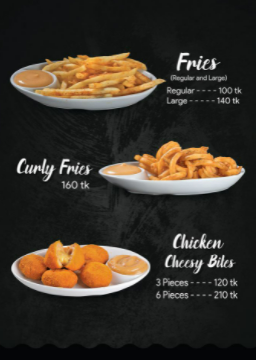 Fries
(Regular and Large)
Regular ----- 100 tk
Large ----- 140 tk
Curly Fries
160 tk
Chicken
Cheesy Bites
3 Pieces ---- 120 tk
6 Pieces ---- 210 tk